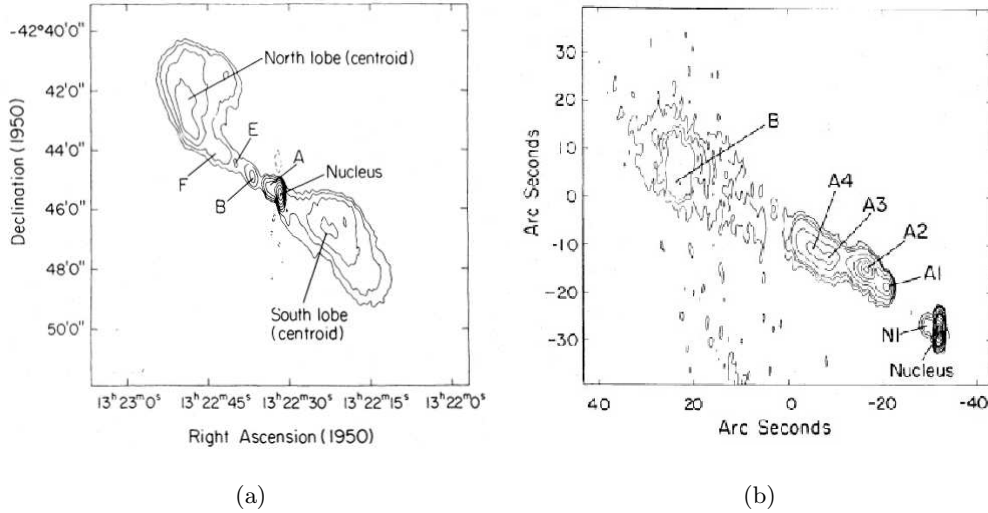 -42°40'0"
42'0"
44'0"
46'0"
48'0"
50'0"
Declination (1950)
North lobe (centroid)
E
A
Nucleus
F
B
South lobe
(centroid)
13ʰ23ᵐ0ˢ
13ʰ22ᵐ45ˢ
13ʰ22ᵐ30ˢ
13ʰ22ᵐ15ˢ
13ʰ22ᵐ0ˢ
Right Ascension (1950)
(a)
30
20
10
0
-10
-20
-30
Arc Seconds
B
A4
A3
A2
A1
N1
Nucleus
40
20
0
-20
-40
Arc Seconds
(b)